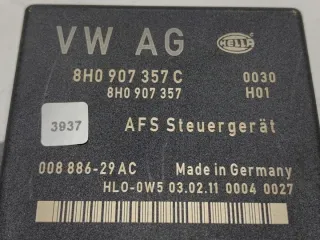 VW AG HELLA
8H0 907 357 C 0030
8H0 907 357 H01
3937
AFS Steuergerät
008 886-29 AC Made in Germany
HLO-0W5 03.02.11 0004 0027